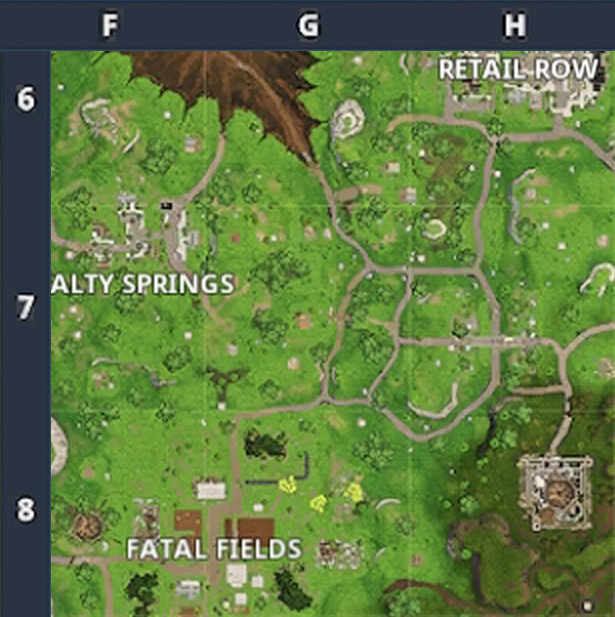 F G H
6
RETAIL ROW
ALTY SPRINGS
7
8
FATAL FIELDS